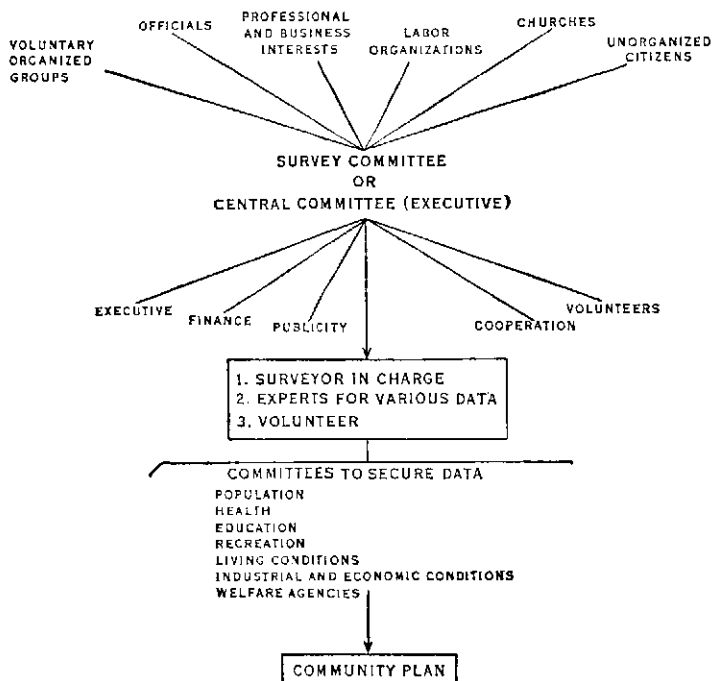 VOLUNTARY
ORGANIZED
GROUPS
OFFICIALS
PROFESSIONAL
AND BUSINESS
INTERESTS
LABOR
ORGANIZATIONS
CHURCHES
UNORGANIZED
CITIZENS
SURVEY COMMITTEE
OR
CENTRAL COMMITTEE (EXECUTIVE)
EXECUTIVE
FINANCE
PUBLICITY
COOPERATION
VOLUNTEERS
1. SURVEYOR IN CHARGE
2. EXPERTS FOR VARIOUS DATA
3. VOLUNTEER
COMMITTEES TO SECURE DATA
POPULATION
HEALTH
EDUCATION
RECREATION
LIVING CONDITIONS
INDUSTRIAL AND ECONOMIC CONDITIONS
WELFARE AGENCIES
COMMUNITY PLAN